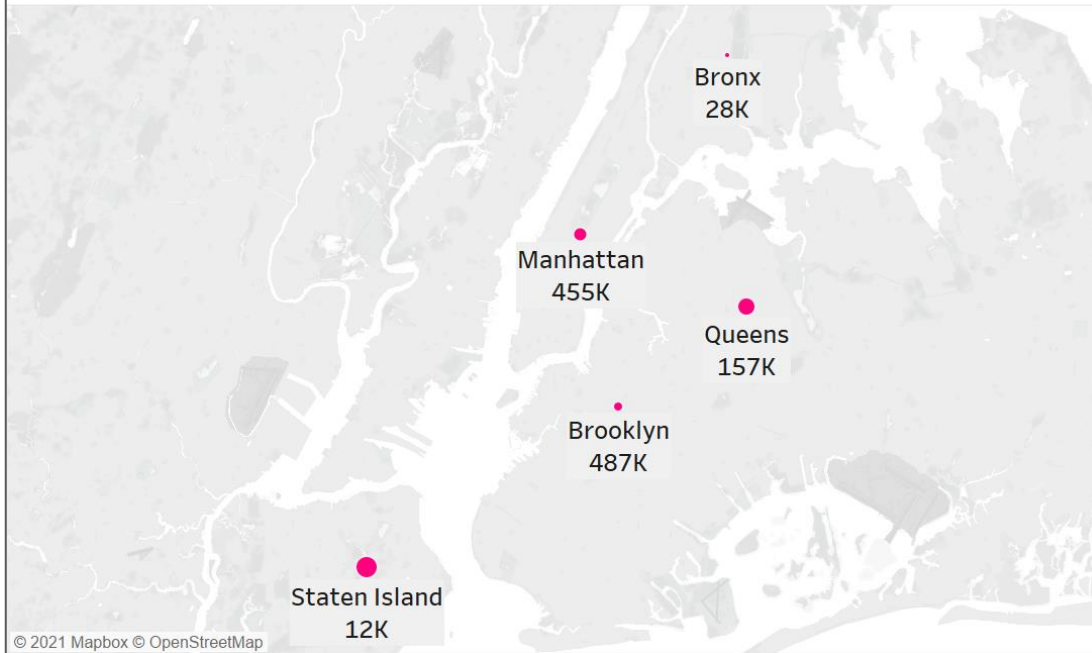 Bronx
28K
Manhattan
455K
Queens
157K
Brooklyn
487K
Staten Island
12K
© 2021 Mapbox © OpenStreetMap